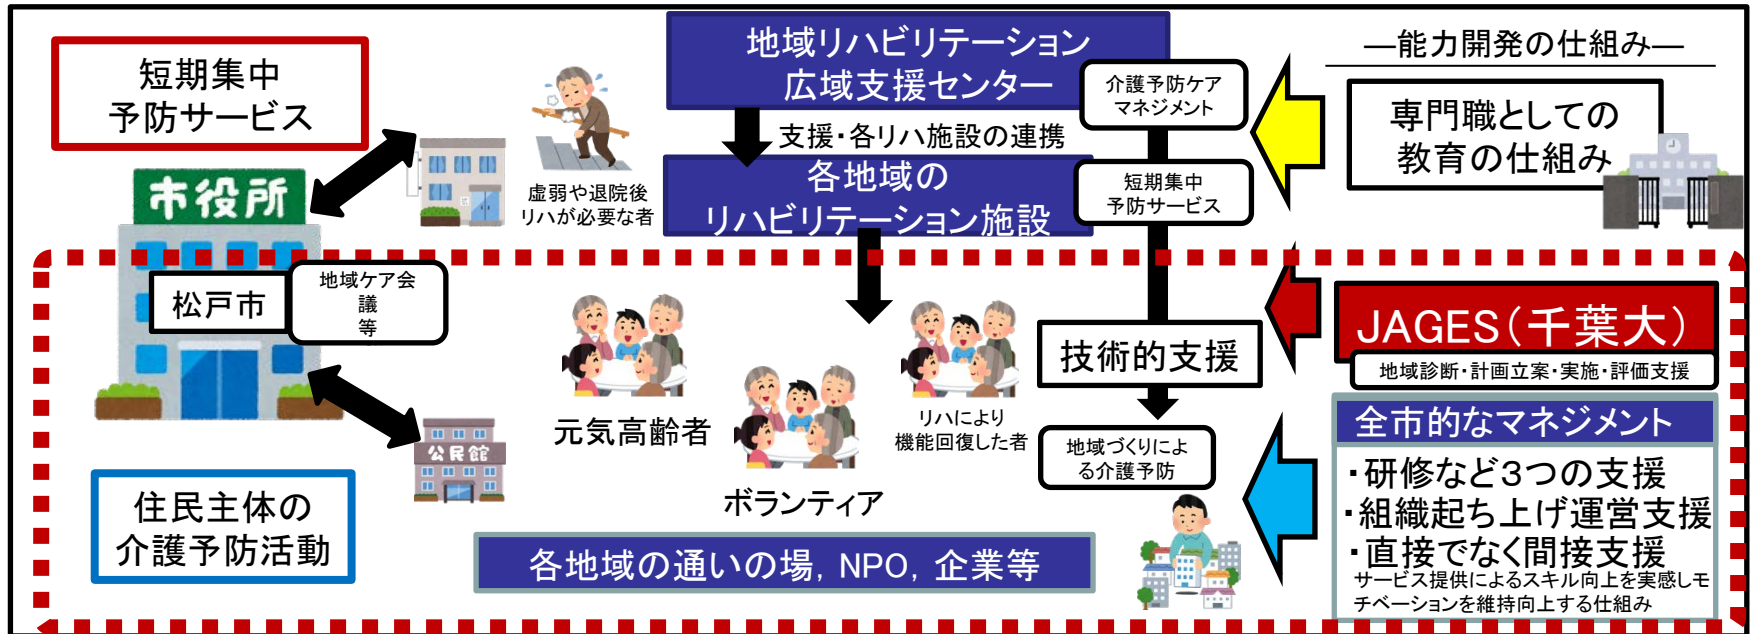 短期集中
予防サービス
市役所
松戸市
地域ケア会
議
等
公民館
住民主体の
介護予防活動
虚弱や退院後
リハが必要な者
地域リハビリテーション
広域支援センター
支援・各リハ施設の連携
各地域の
リハビリテーション施設
介護予防ケア
マネジメント
短期集中
予防サービス
技術的支援
地域づくりによ
る介護予防
元気高齢者
ボランティア
リハにより
機能回復した者
各地域の通いの場，NPO，企業等
―能力開発の仕組み―
専門職としての
教育の仕組み
JAGES（千葉大）
地域診断・計画立案・実施・評価支援
全市的なマネジメント
・研修など３つの支援
・組織起ち上げ運営支援
・直接でなく間接支援
サービス提供によるスキル向上を実感しモ
チベーションを維持向上する仕組み